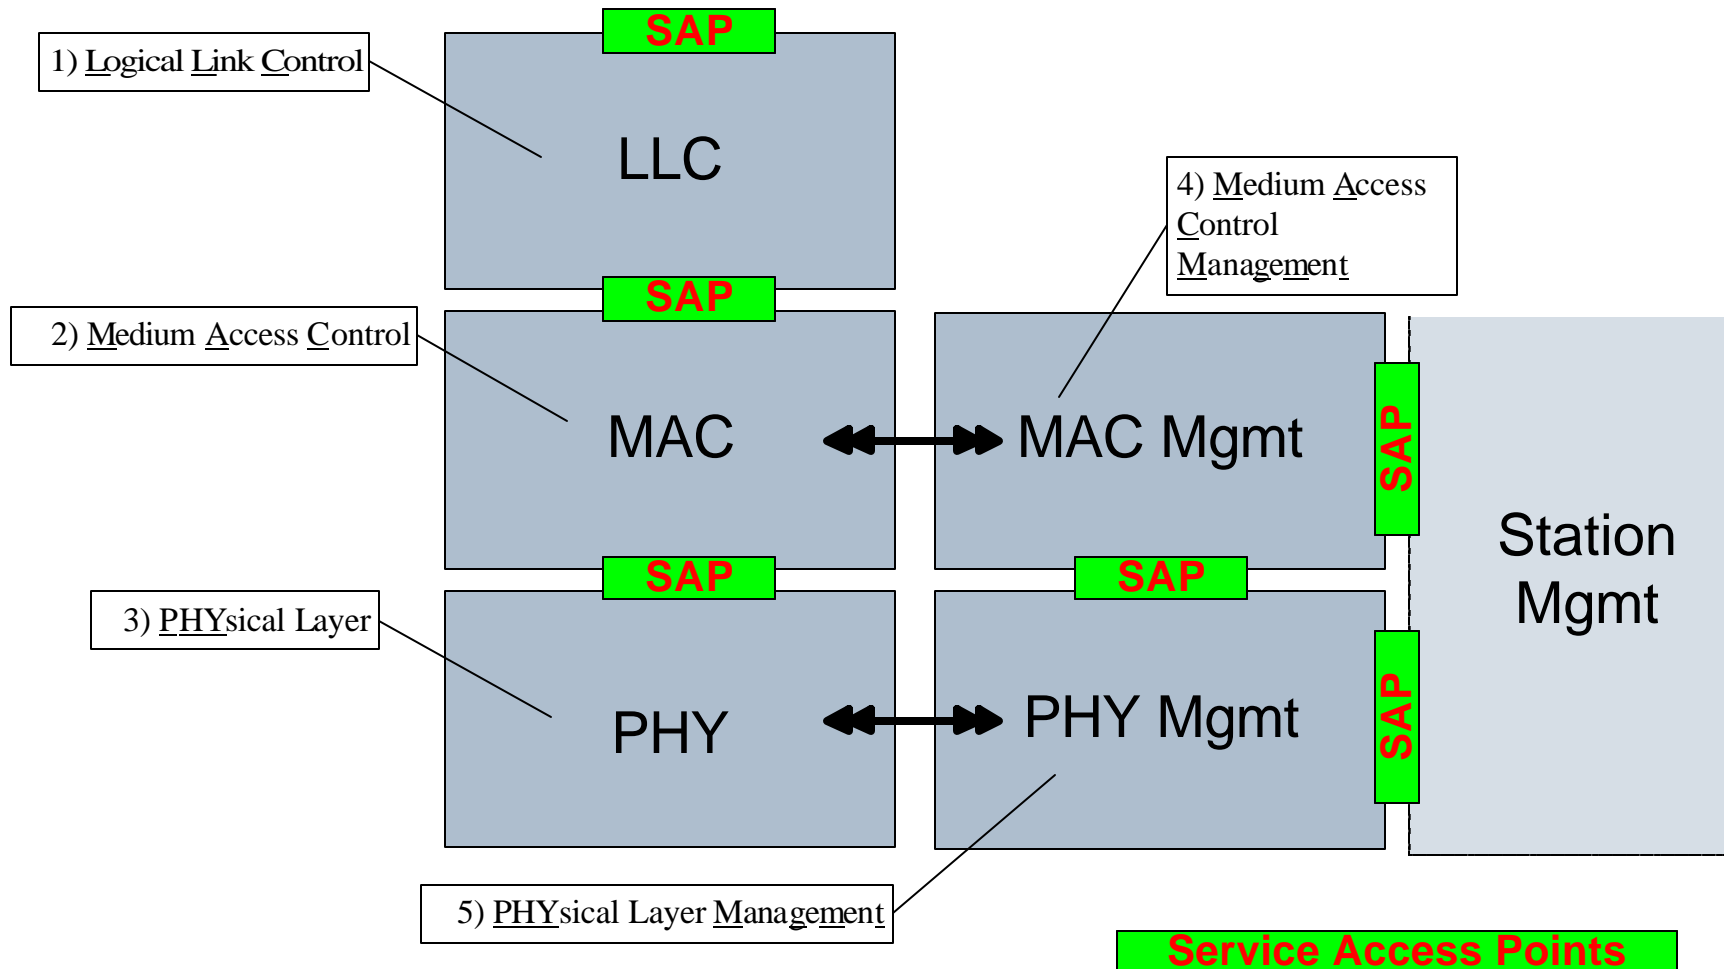 SAP
1) Logical Link Control
LLC
4) Medium Access
Control
Management
SAP
2) Medium Access Control
MAC
MAC Mgmt
SAP
Station
Mgmt
SAP
SAP
3) PHYsical Layer
PHY
PHY Mgmt
SAP
5) PHYsical Layer Management
Service Access Points